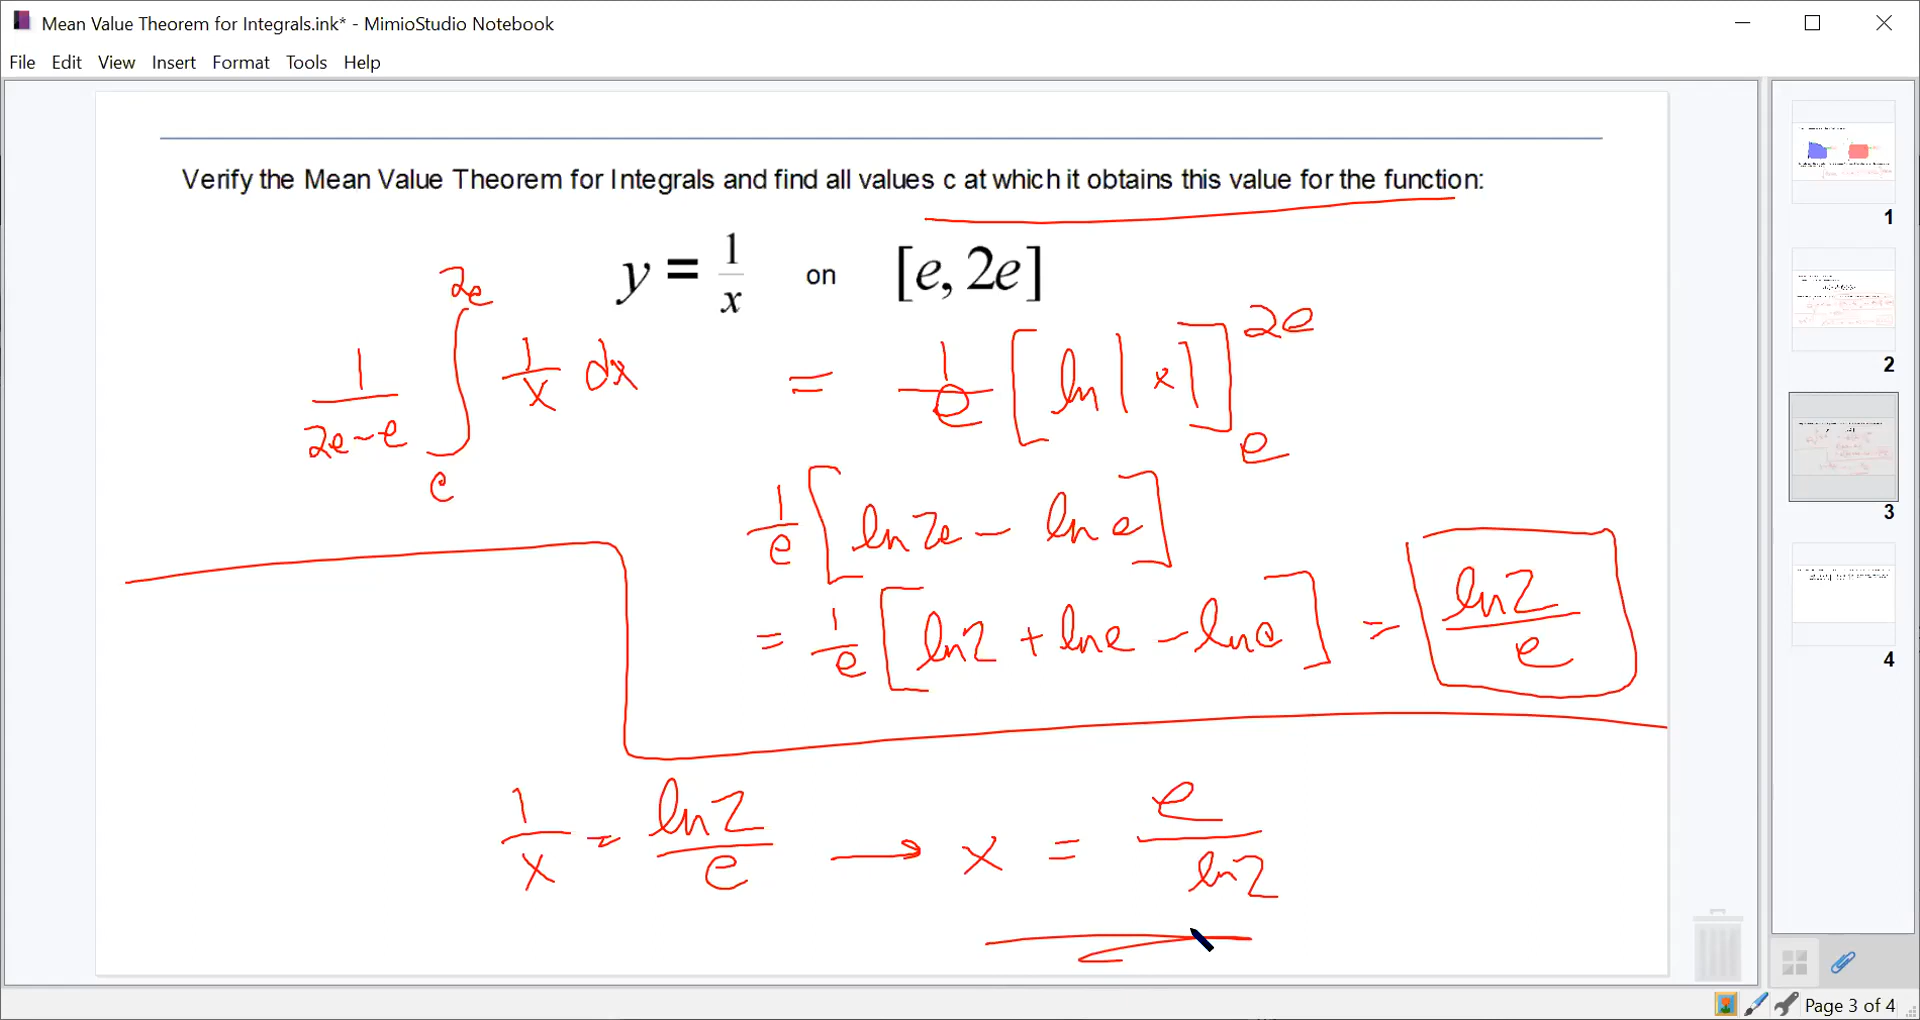 Mean Value Theorem for Integrals.ink* - MimioStudio Notebook
File Edit View Insert Format Tools Help
Verify the Mean Value Theorem for Integrals and find all values c at which it obtains this value for the function:
y = 1/x on [e, 2e]
1/(2e-e) ∫_e^{2e} 1/x dx = 1/e [ln|x|]_e^{2e}
1/e [ln2e - ln e]
= 1/e [ln2 + lne - lne] = ln2/e
1/x = ln2/e → x = e/ln2
1
2
3
4
Page 3 of 4